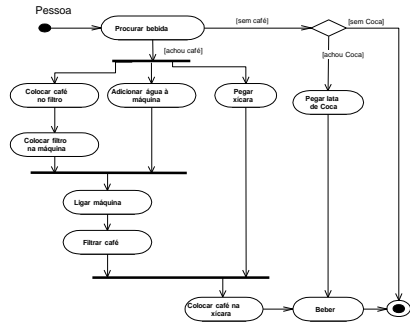 Pessoa
Procurar bebida
[sem café]
[sem Coca]
[achou café]
[achou Coca]
Colocar café
no filtro
Adicionar água à
máquina
Pegar
xícara
Pegar lata
de Coca
Colocar filtro
na máquina
Ligar máquina
Filtrar café
Colocar café na
xícara
Beber